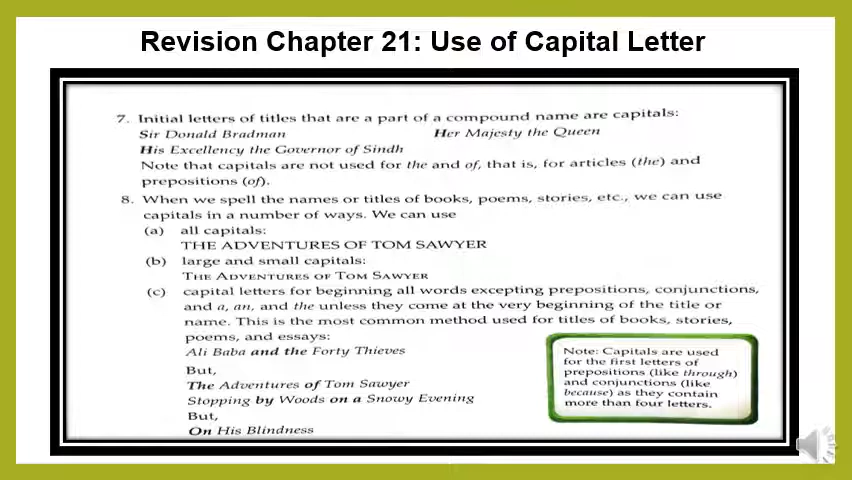 Revision Chapter 21: Use of Capital Letter
7. Initial letters of titles that are a part of a compound name are capitals:
Sir Donald Bradman Her Majesty the Queen
His Excellency the Governor of Sindh
Note that capitals are not used for the and of, that is, for articles (the) and
prepositions (of).
8. When we spell the names or titles of books, poems, stories, etc., we can use
capitals in a number of ways. We can use
(a) all capitals:
THE ADVENTURES OF TOM SAWYER
(b) large and small capitals:
THE ADVENTURES OF TOM SAWYER
(c) capital letters for beginning all words excepting prepositions, conjunctions,
and a, an, and the unless they come at the very beginning of the title or
name. This is the most common method used for titles of books, stories,
poems, and essays:
Ali Baba and the Forty Thieves
But,
The Adventures of Tom Sawyer
Stopping by Woods on a Snowy Evening
But,
On His Blindness
Note: Capitals are used
for the first letters of
prepositions (like through)
and conjunctions (like
because) as they contain
more than four letters.